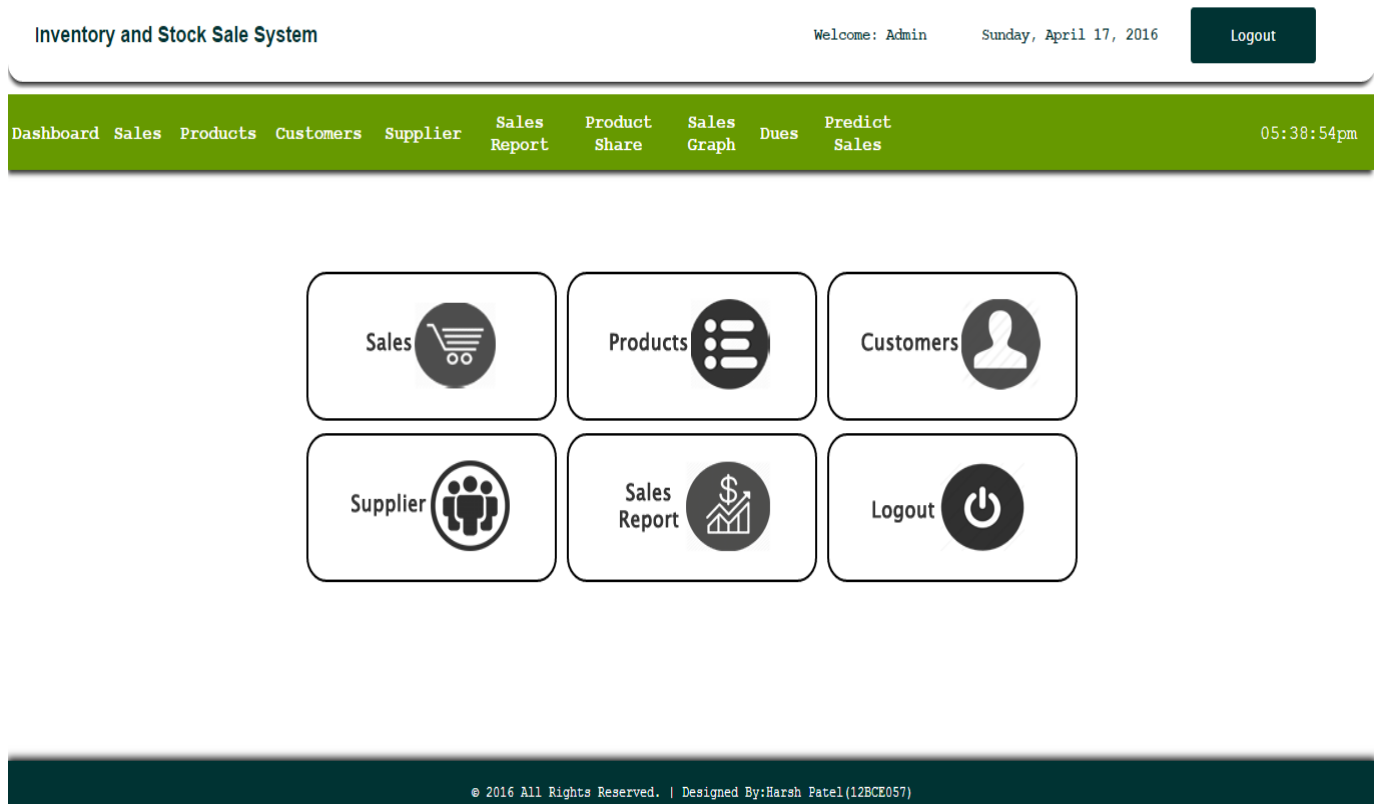 Inventory and Stock Sale System
Welcome: Admin
Sunday, April 17, 2016
Logout
Dashboard
Sales
Products
Customers
Supplier
Sales
Report
Product
Share
Sales
Graph
Dues
Predict
Sales
05:38:54pm
Sales
Products
Customers
Supplier
Sales
Report
Logout
© 2016 All Rights Reserved. | Designed By:Harsh Patel(12BCE057)